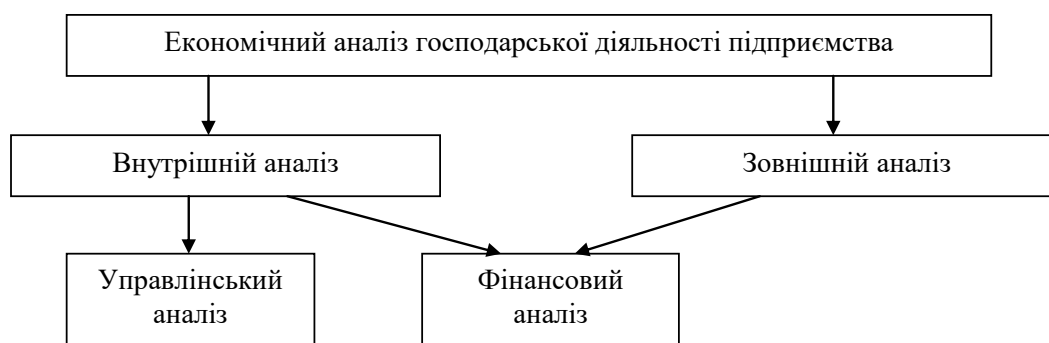 Економічний аналіз господарської діяльності підприємства
Внутрішній аналіз
Зовнішній аналіз
Управлінський
аналіз
Фінансовий
аналіз